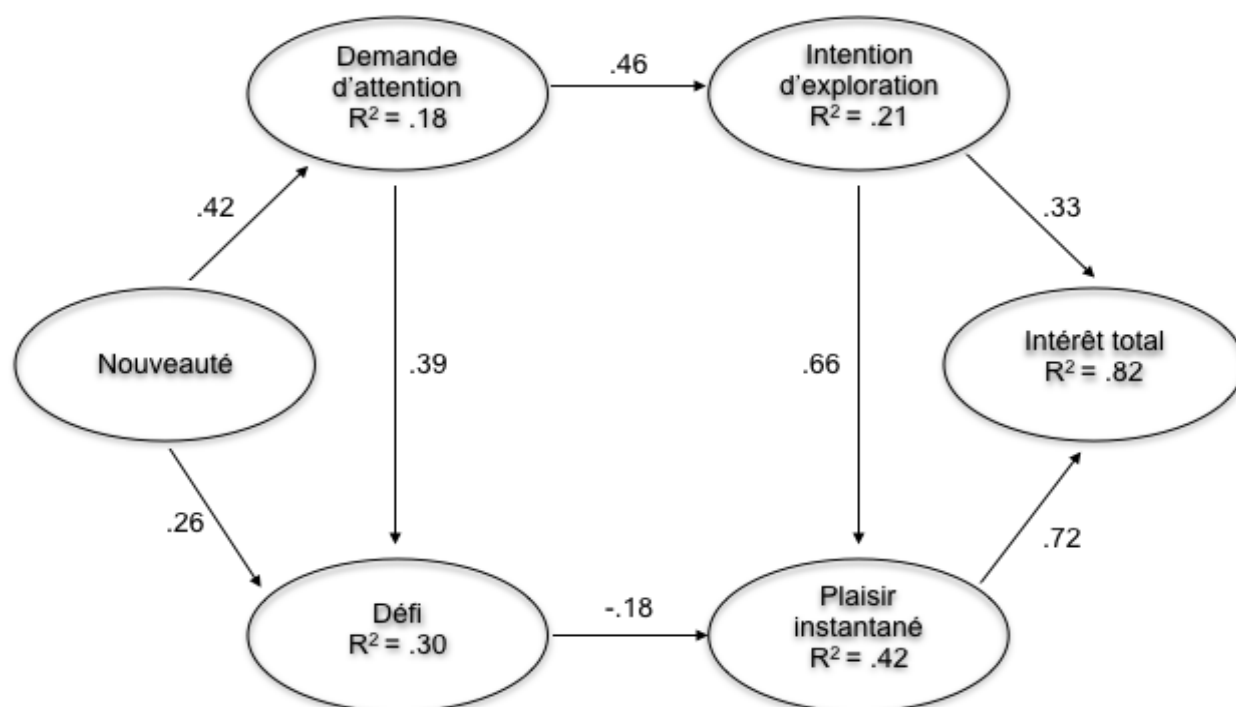 Demande
d'attention
R² = .18
.46
Intention
d'exploration
R² = .21
.42
.33
Nouveauté
.39
.66
Intérêt total
R² = .82
.26
.72
Défi
R² = .30
-.18
Plaisir
instantané
R² = .42